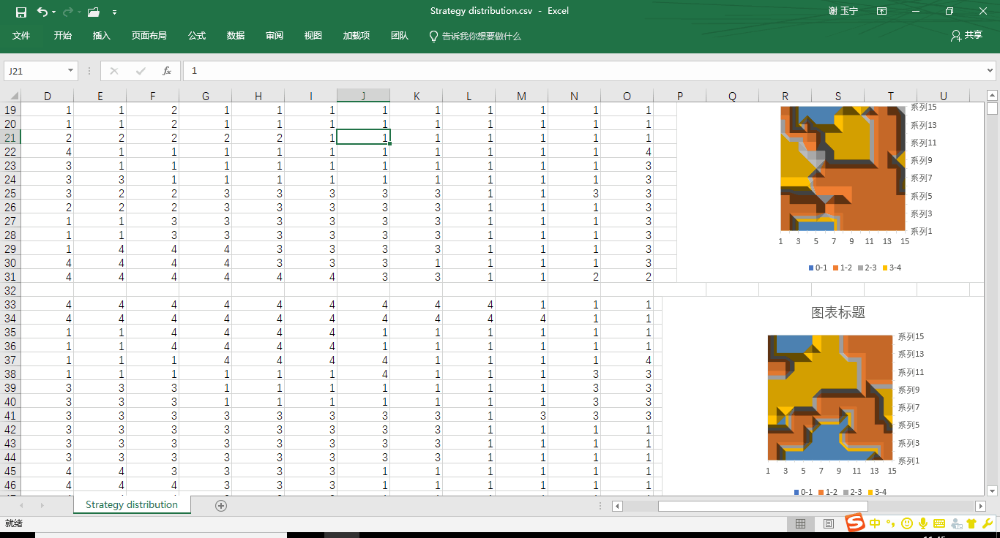 Strategy distribution.csv - Excel 谢 玉宁
文件 开始 插入 页面布局 公式 数据 审阅 视图 加载项 团队 告诉我你想要做什么 共享
J21 fx 1
D E F G H I J K L M N O P Q R S T U
19 1 1 2 1 1 1 1 1 1 1 1 1
20 1 1 2 1 1 1 1 1 1 1 1 1
21 2 2 2 2 2 1 1 1 1 1 1 1
22 4 1 1 1 1 1 1 1 1 1 1 4
23 3 1 1 1 1 1 1 1 1 1 1 3
24 3 3 1 1 1 1 1 1 1 1 1 3
25 3 2 2 3 3 3 3 3 1 1 3 3
26 2 2 2 3 3 3 3 3 1 1 1 3
27 1 1 3 3 3 3 3 3 1 1 1 3
28 1 1 3 3 3 3 3 3 1 1 1 3
29 1 4 4 4 3 3 3 3 1 1 1 3
30 4 4 4 4 3 3 3 1 1 1 1 3
31 4 4 4 4 4 4 3 3 1 1 2 2
32
33 4 4 4 4 4 4 4 4 4 1 1 1
34 4 4 4 4 4 4 4 4 4 4 1 1
35 1 1 4 4 4 4 1 1 1 1 1 1
36 1 1 4 4 4 4 1 1 1 1 1 1
37 1 1 1 4 4 4 4 1 1 1 1 4
38 1 1 1 1 1 1 4 1 1 1 3 3
39 3 3 3 1 1 1 1 1 1 1 3 3
40 3 3 3 1 1 1 1 1 1 1 3 3
41 3 3 3 3 3 3 3 3 1 3 3 3
42 3 3 3 3 3 3 3 3 1 1 1 1
43 3 3 3 3 3 3 3 3 1 1 1 1
44 3 3 3 3 3 3 3 3 1 1 1 1
45 4 4 3 3 3 3 1 1 1 1 1 1
46 4 4 4 3 3 3 1 1 1 1 1 1
系列15
系列13
系列11
系列9
系列7
系列5
系列3
系列1
1 3 5 7 9 11 13 15
0-1 1-2 2-3 3-4
图表标题
系列15
系列13
系列11
系列9
系列7
系列5
系列3
系列1
1 3 5 7 9 11 13 15
0-1 1-2 2-3 3-4
Strategy distribution
就绪
S 中